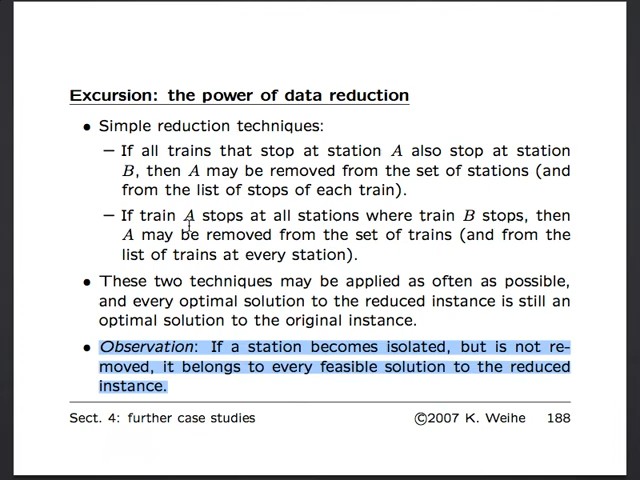 Excursion: the power of data reduction
• Simple reduction techniques:
– If all trains that stop at station A also stop at station
B, then A may be removed from the set of stations (and
from the list of stops of each train).
– If train A stops at all stations where train B stops, then
A may be removed from the set of trains (and from the
list of trains at every station).
• These two techniques may be applied as often as possible,
and every optimal solution to the reduced instance is still an
optimal solution to the original instance.
• Observation: If a station becomes isolated, but is not re-
moved, it belongs to every feasible solution to the reduced
instance.
Sect. 4: further case studies ©2007 K. Weihe 188